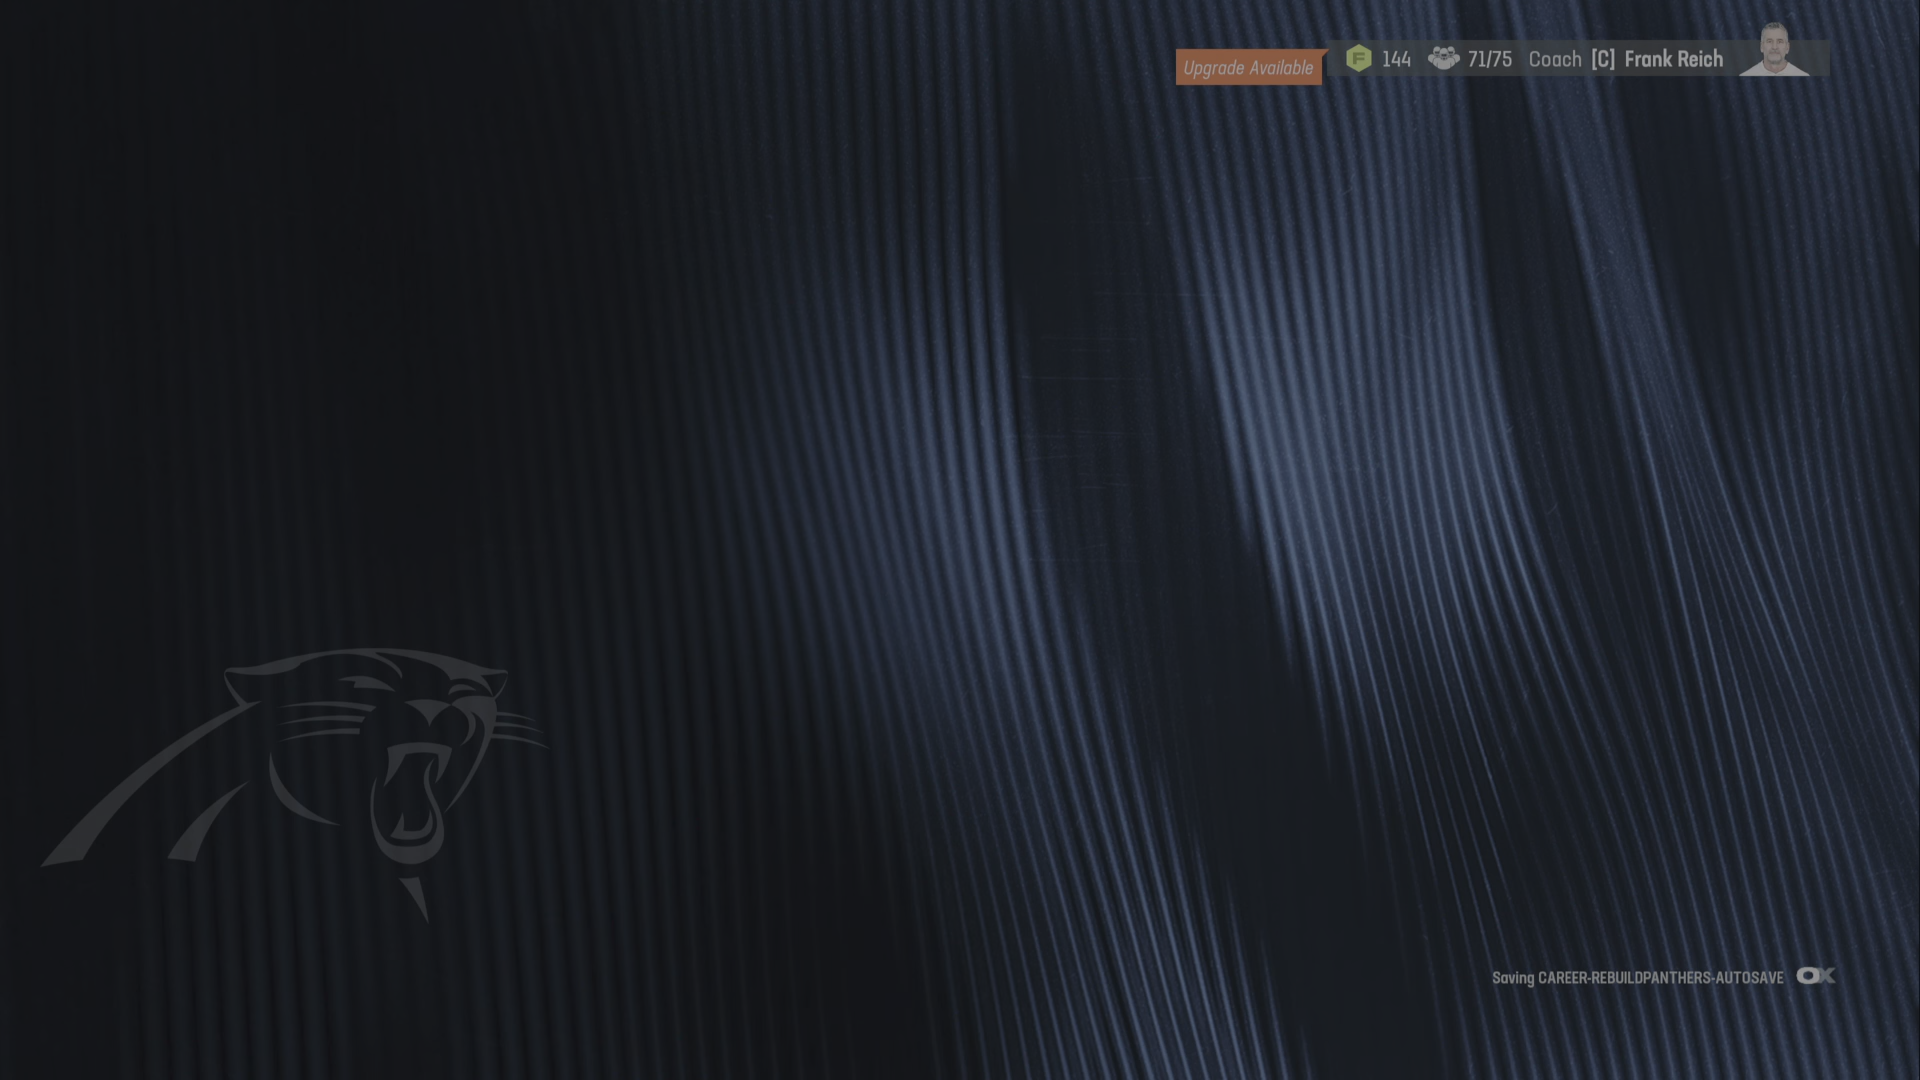 Upgrade Available
F 144 71/75 Coach [C] Frank Reich
Saving CAREER-REBUILDPANTHERS-AUTOSAVE